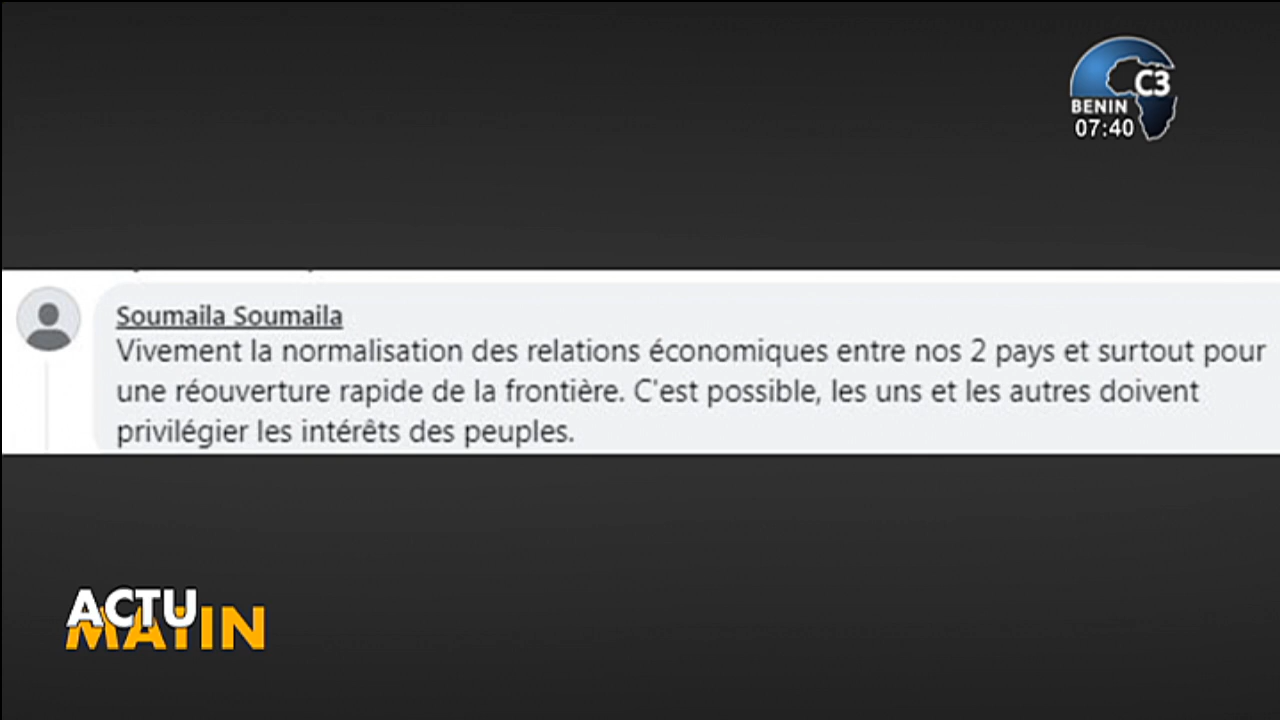 C3
BENIN
07:40
Soumaila Soumaila
Vivement la normalisation des relations économiques entre nos 2 pays et surtout pour
une réouverture rapide de la frontière. C'est possible, les uns et les autres doivent
privilégier les intérêts des peuples.
ACTU
MATIN